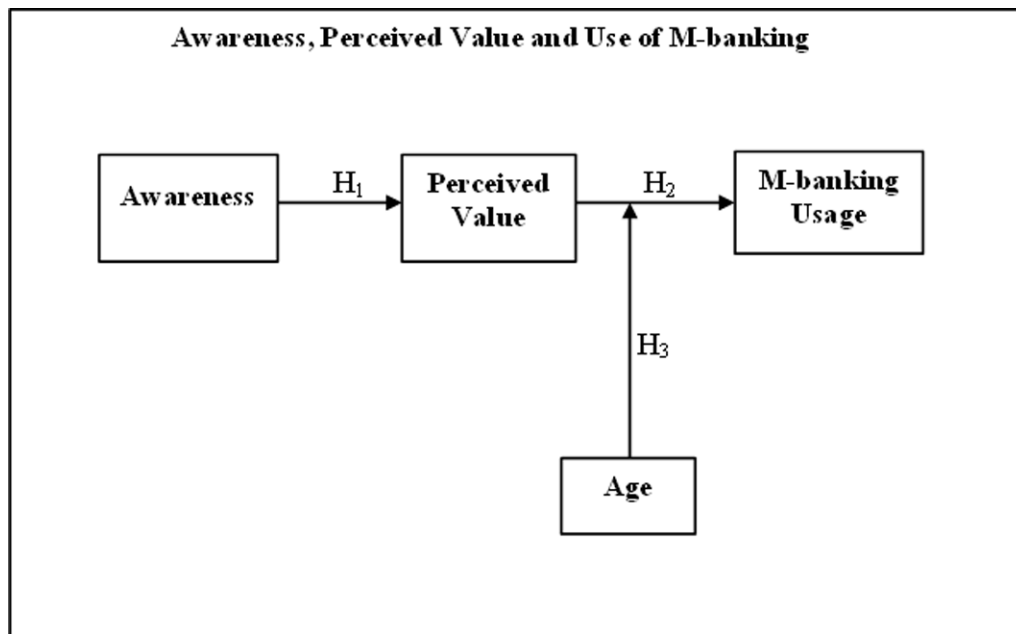 Awareness, Perceived Value and Use of M-banking
Awareness
H₁
Perceived
Value
H₂
M-banking
Usage
H₃
Age